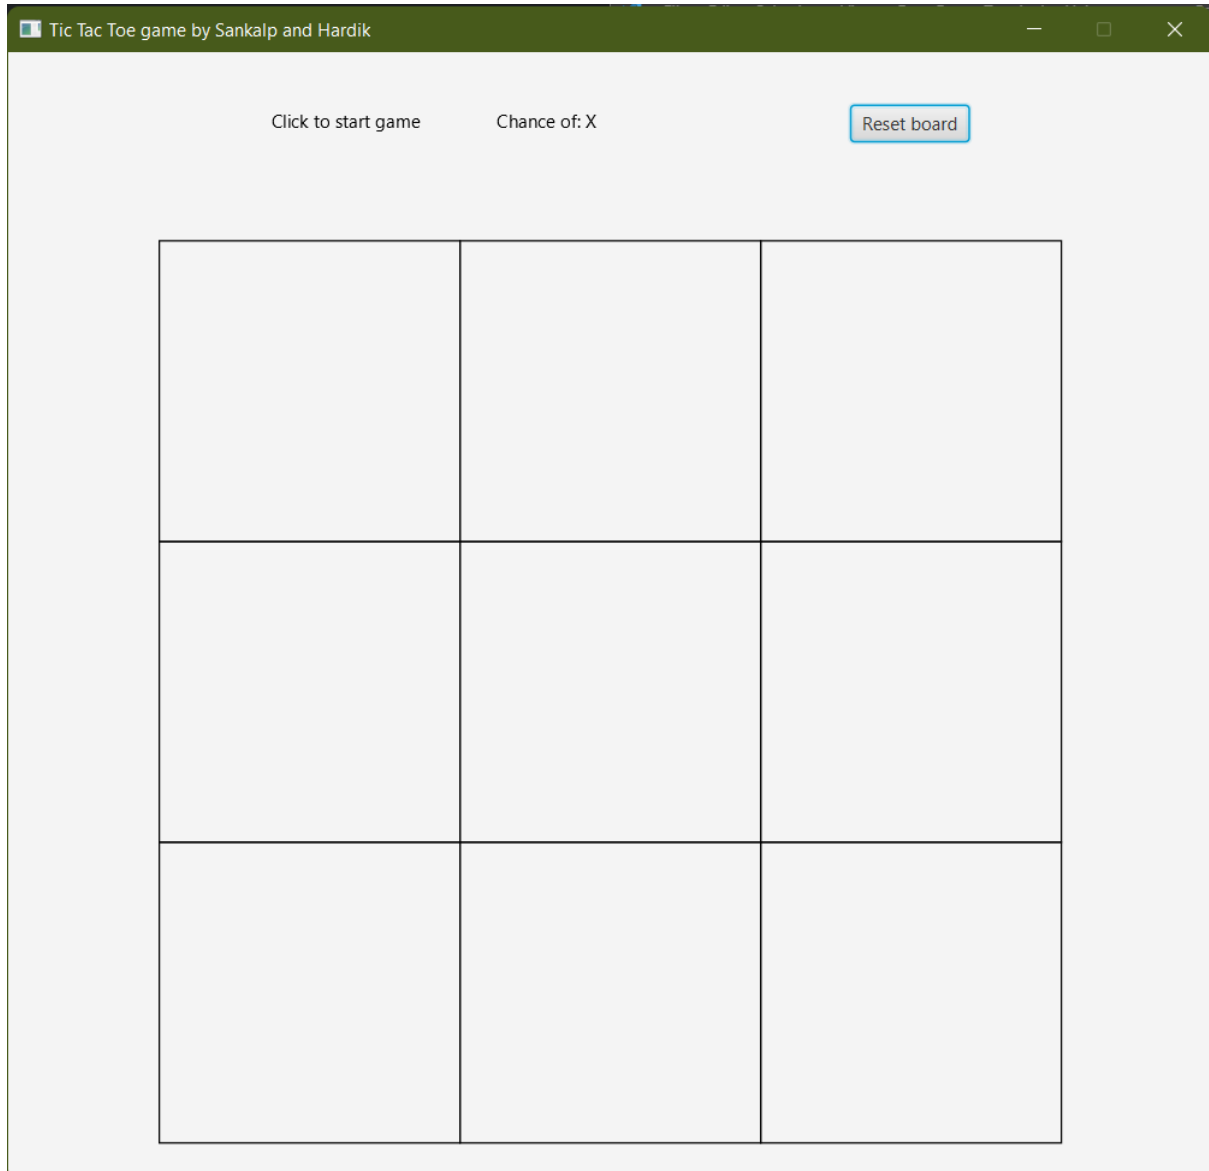 Tic Tac Toe game by Sankalp and Hardik
Click to start game
Chance of: X
Reset board